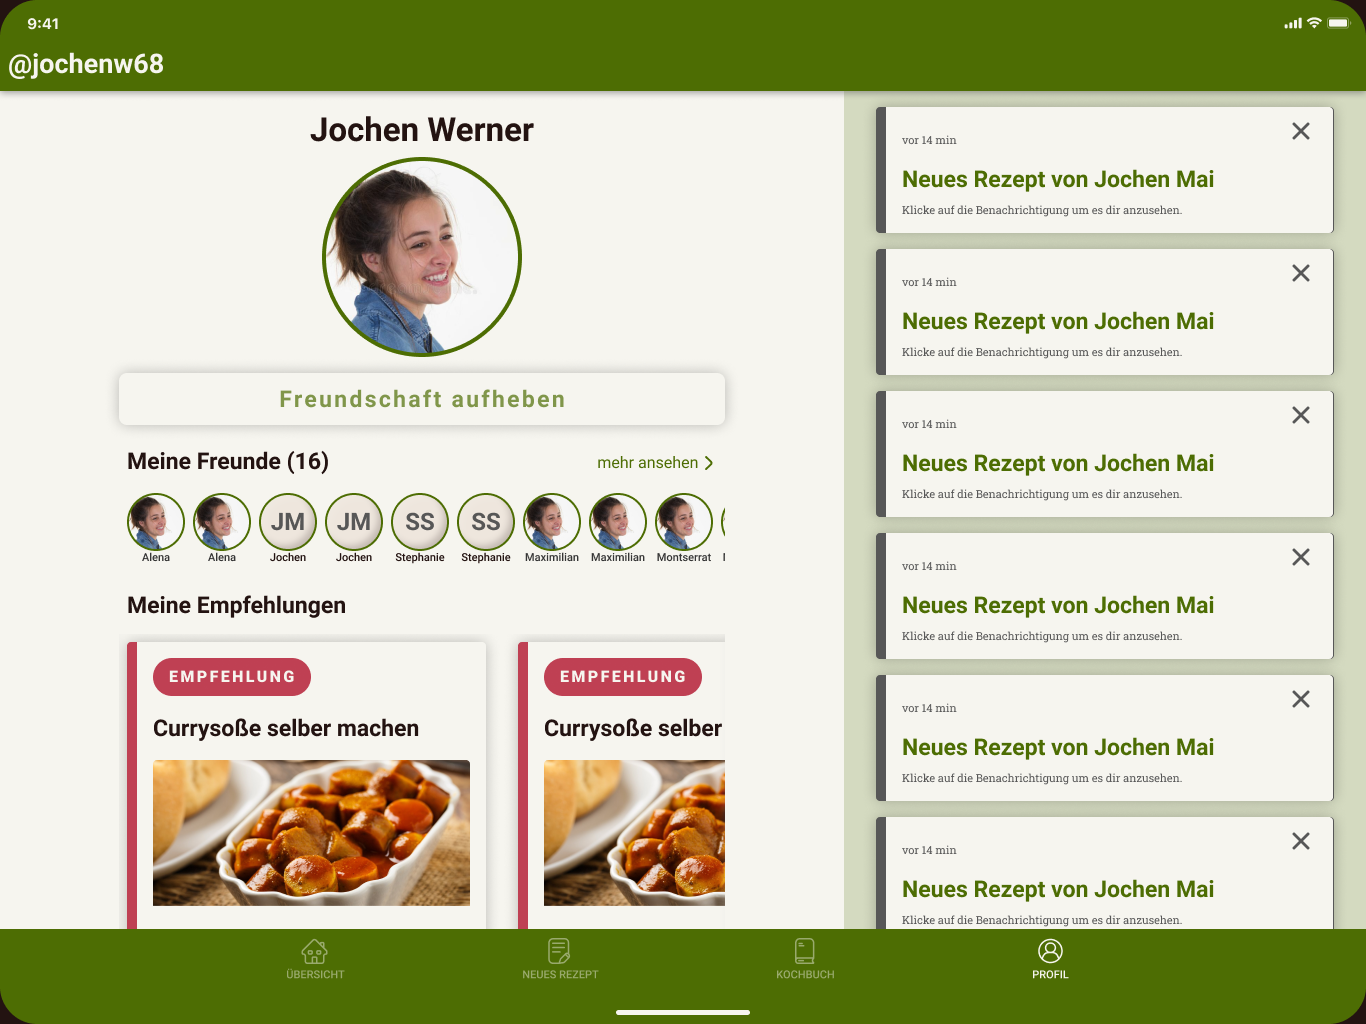 9:41
@jochenw68
Jochen Werner
Freundschaft aufheben
Meine Freunde (16)
mehr ansehen
JM
JM
SS
SS
Alena
Alena
Jochen
Jochen
Stephanie
Stephanie
Maximilian
Maximilian
Montserrat
Meine Empfehlungen
EMPFEHLUNG
Currysoße selber machen
EMPFEHLUNG
Currysoße selber
vor 14 min
Neues Rezept von Jochen Mai
Klicke auf die Benachrichtigung um es dir anzusehen.
vor 14 min
Neues Rezept von Jochen Mai
Klicke auf die Benachrichtigung um es dir anzusehen.
vor 14 min
Neues Rezept von Jochen Mai
Klicke auf die Benachrichtigung um es dir anzusehen.
vor 14 min
Neues Rezept von Jochen Mai
Klicke auf die Benachrichtigung um es dir anzusehen.
vor 14 min
Neues Rezept von Jochen Mai
Klicke auf die Benachrichtigung um es dir anzusehen.
vor 14 min
Neues Rezept von Jochen Mai
Klicke auf die Benachrichtigung um es dir anzusehen.
ÜBERSICHT
NEUES REZEPT
KOCHBUCH
PROFIL